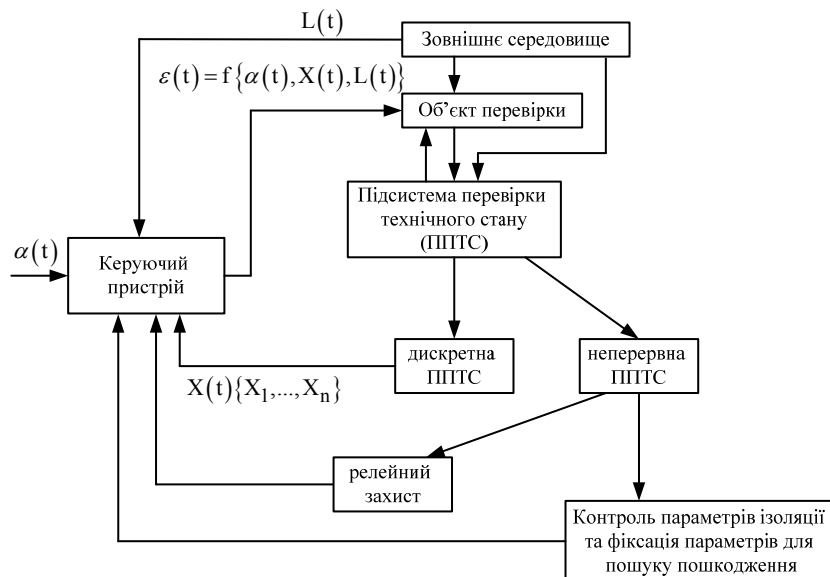 L(t)
Зовнішнє середовище
ε(t) = f{α(t), X(t), L(t)}
Об’єкт перевірки
Підсистема перевірки
технічного стану
(ППТС)
α(t)
Керуючий
пристрій
дискретна
ППТС
неперервна
ППТС
X(t){X₁,...,Xₙ}
релейний
захист
Контроль параметрів ізоляції
та фіксація параметрів для
пошуку пошкодження